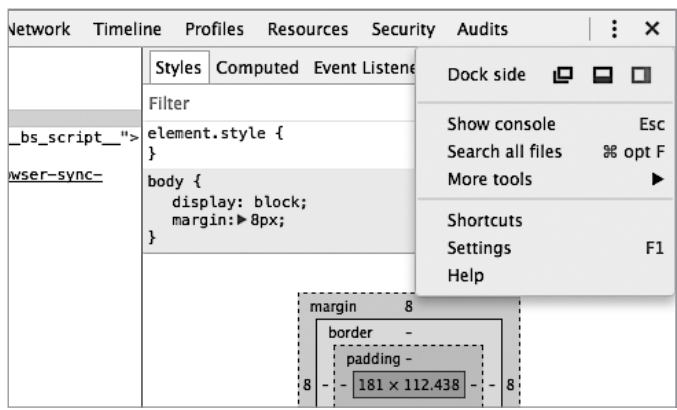 Network Timeline Profiles Resources Security Audits
Styles Computed Event Listene
Filter
_bs_script__">
owser-sync-
element.style {
}
body {
display: block;
margin:▶8px;
}
Dock side
Show console Esc
Search all files ⌘ opt F
More tools ▶
Shortcuts
Settings F1
Help
margin 8
border -
padding -
8 - - 181 × 112.438 - - 8